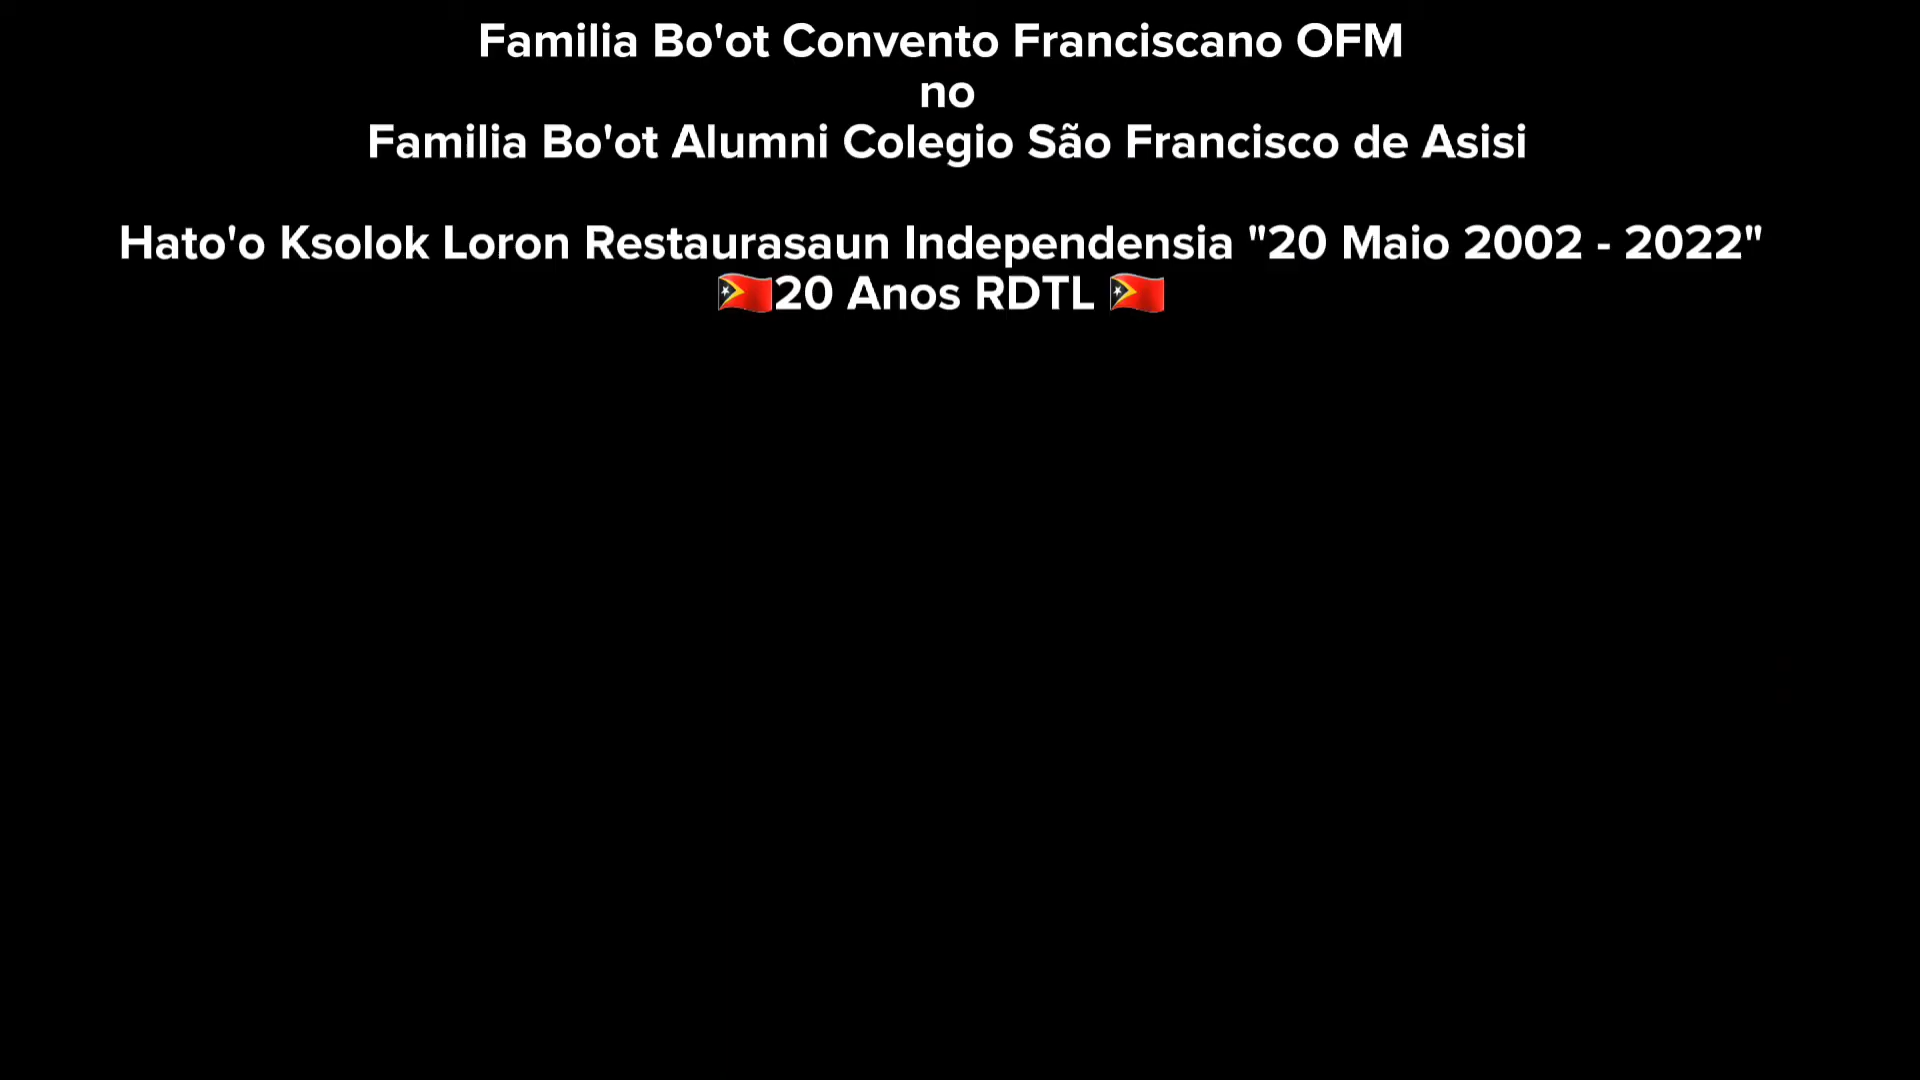 Familia Bo'ot Convento Franciscano OFM
no
Familia Bo'ot Alumni Colegio São Francisco de Asisi
Hato'o Ksolok Loron Restaurasaun Independensia "20 Maio 2002 - 2022"
🇹🇱20 Anos RDTL 🇹🇱